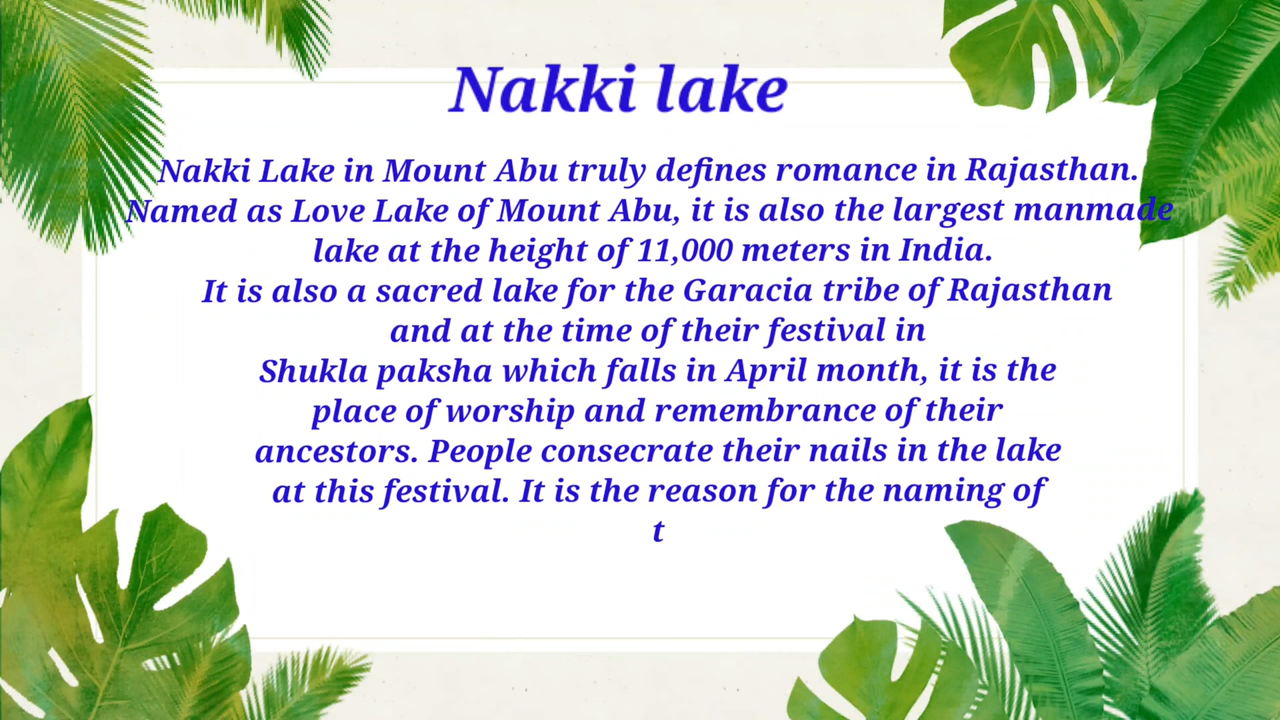 Nakki lake
Nakki Lake in Mount Abu truly defines romance in Rajasthan.
Named as Love Lake of Mount Abu, it is also the largest manmade
lake at the height of 11,000 meters in India.
It is also a sacred lake for the Garacia tribe of Rajasthan
and at the time of their festival in
Shukla paksha which falls in April month, it is the
place of worship and remembrance of their
ancestors. People consecrate their nails in the lake
at this festival. It is the reason for the naming of
t